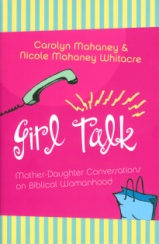 Carolyn Mahaney &
Nicole Mahaney Whitacre
Girl Talk
Mother-Daughter Conversations
on Biblical Womanhood